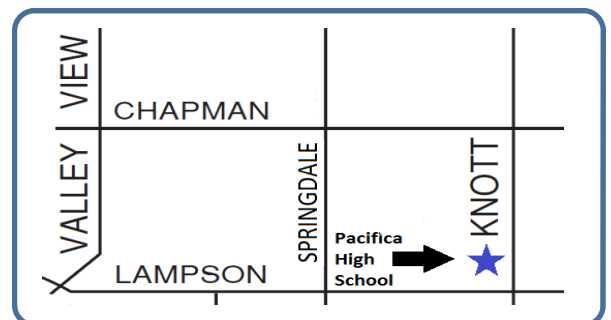 VALLEY VIEW
CHAPMAN
SPRINGDALE
KNOTT
Pacifica
High
School
LAMPSON